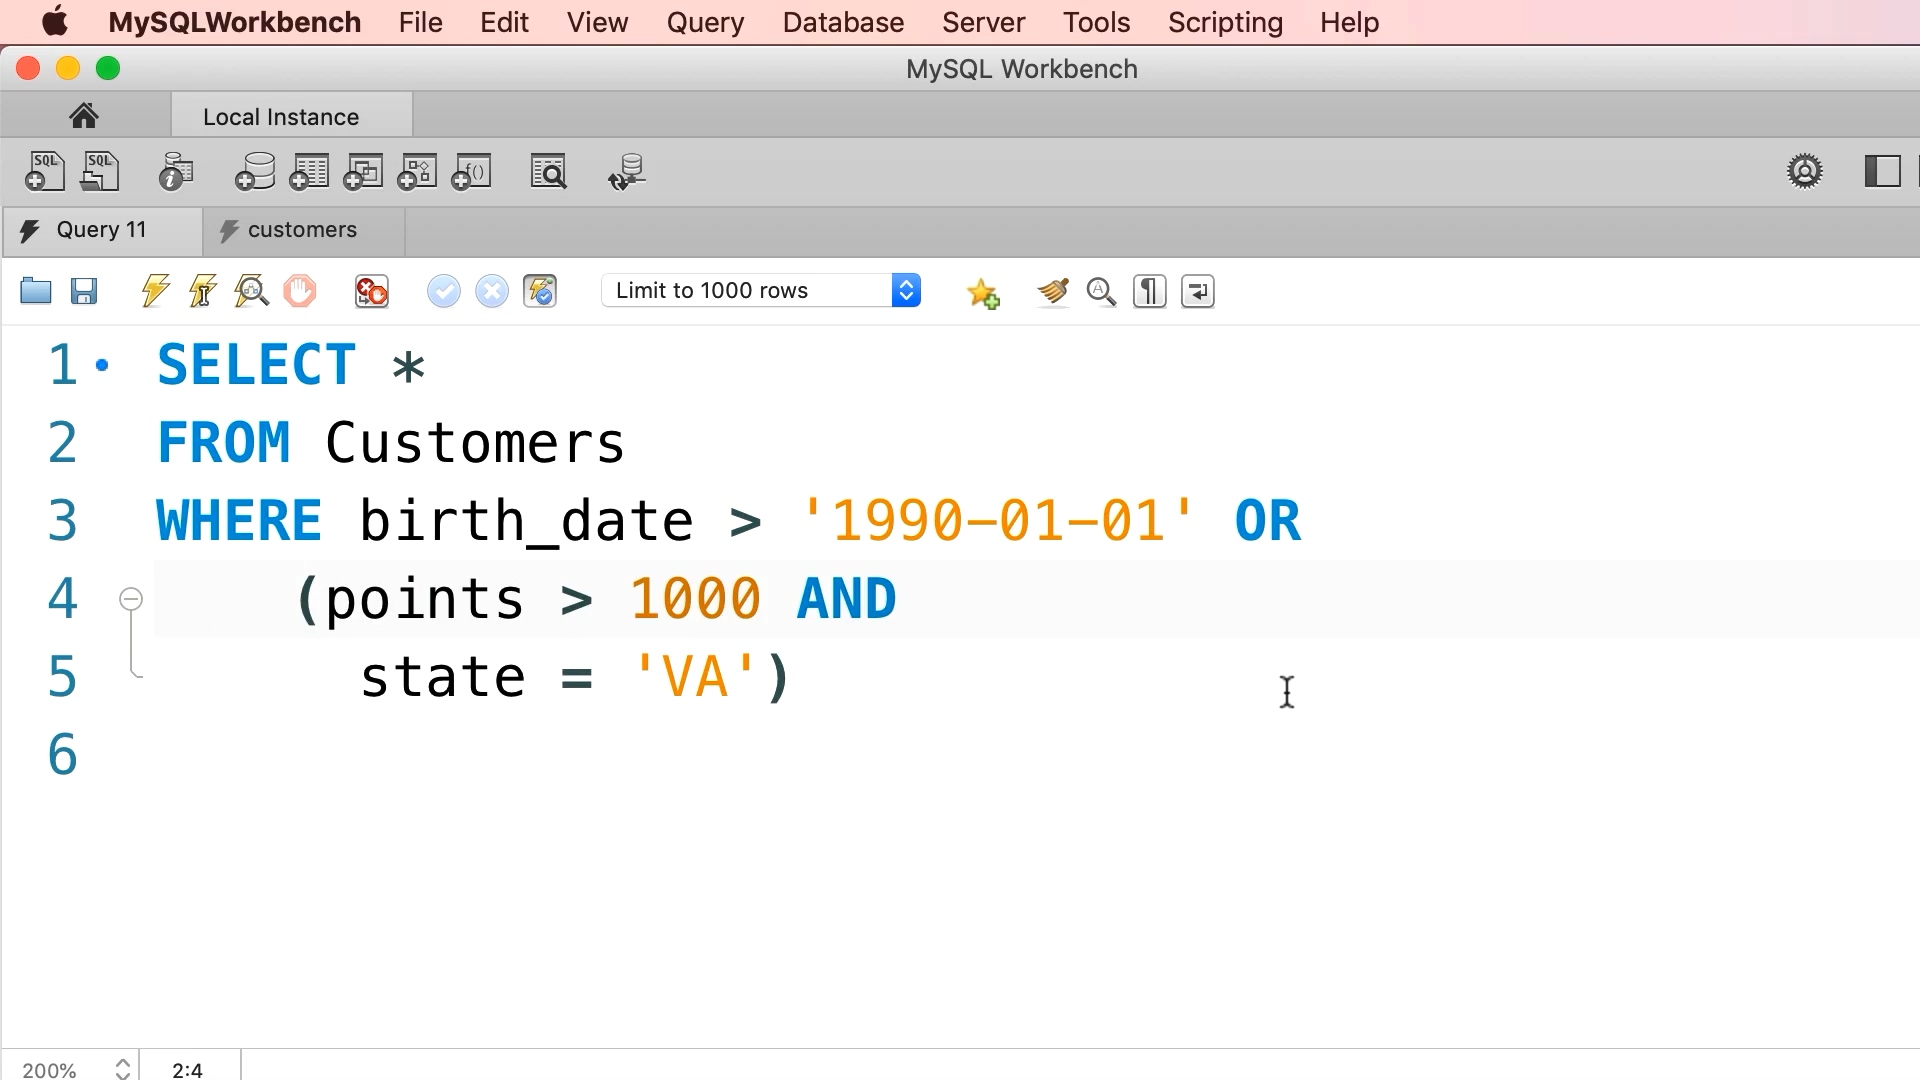 MySQLWorkbench File Edit View Query Database Server Tools Scripting Help
MySQL Workbench
Local Instance
SQL SQL
Query 11 customers
Limit to 1000 rows
1 SELECT *
2 FROM Customers
3 WHERE birth_date > '1990-01-01' OR
4 (points > 1000 AND
5 state = 'VA')
6
200% 2:4